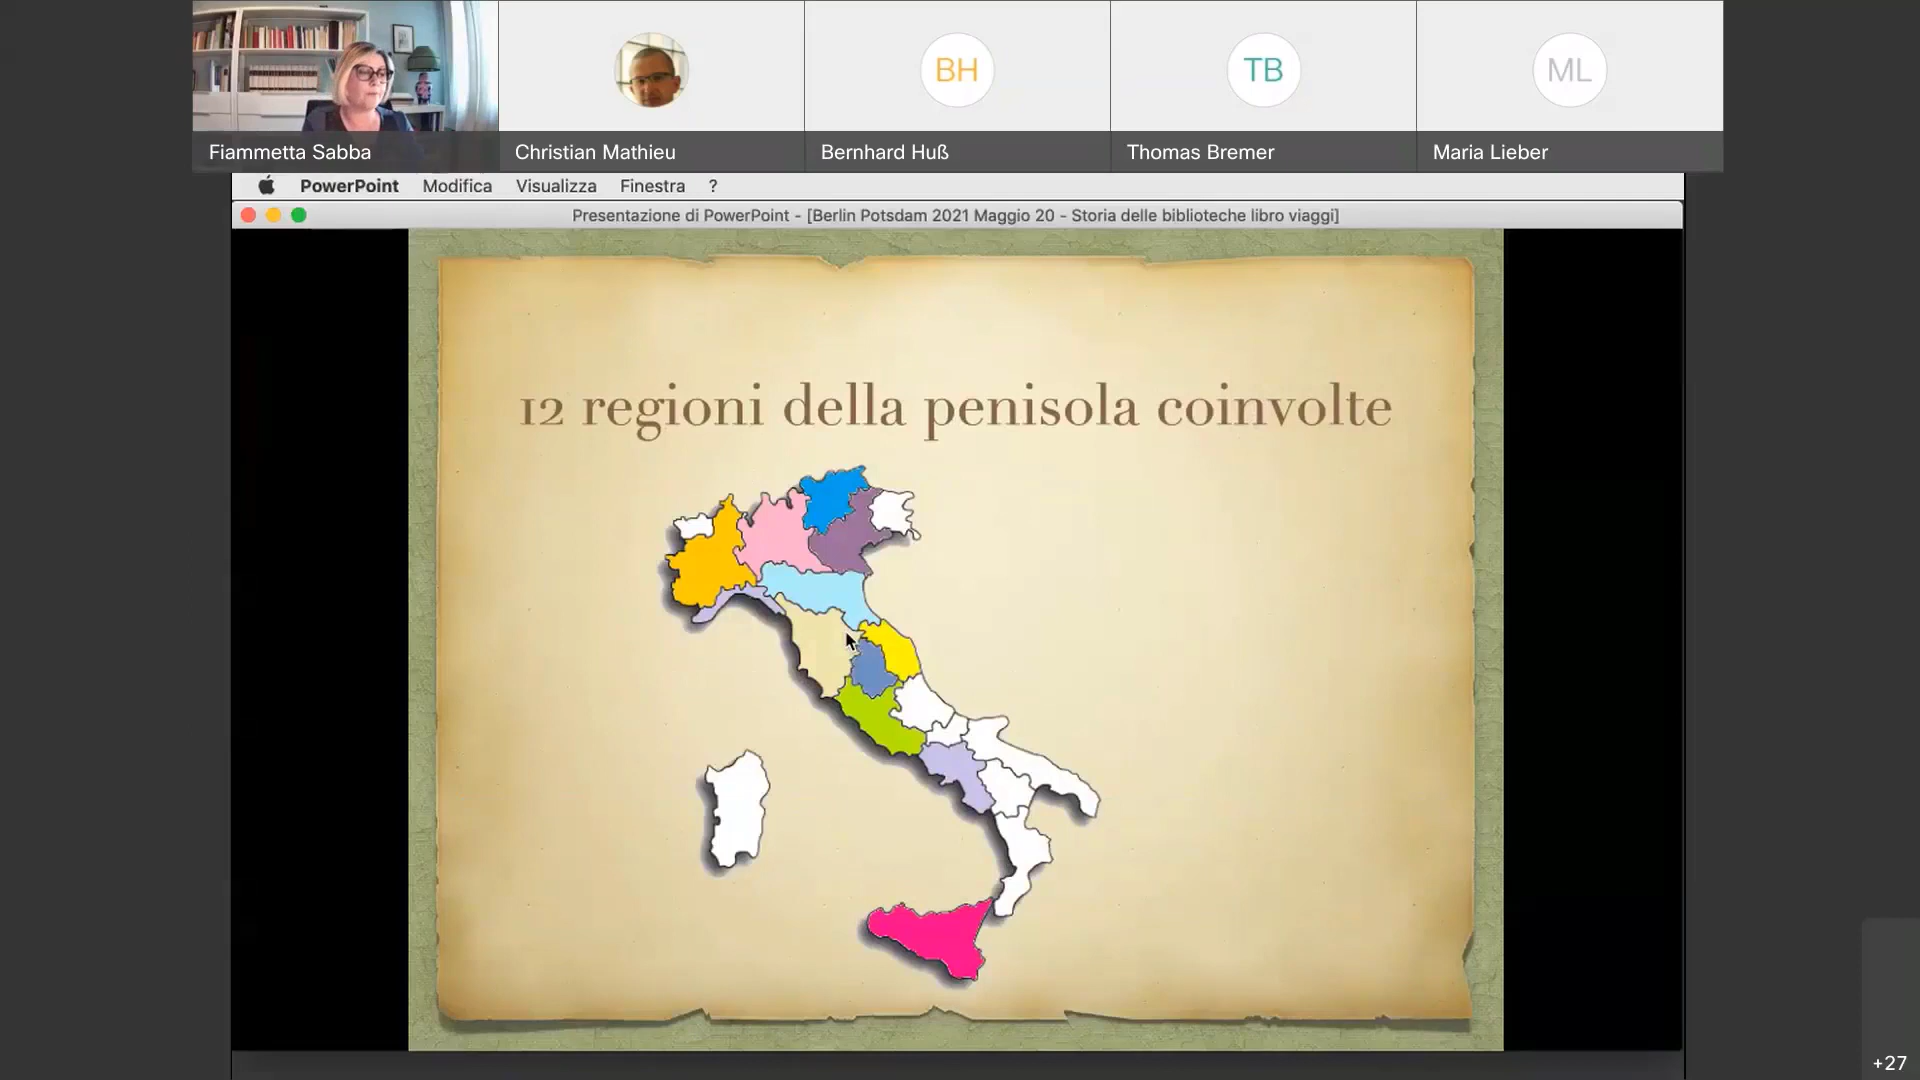 BH
TB
ML
Fiammetta Sabba
Christian Mathieu
Bernhard Huß
Thomas Bremer
Maria Lieber
PowerPoint Modifica Visualizza Finestra ?
Presentazione di PowerPoint - [Berlin Potsdam 2021 Maggio 20 - Storia delle biblioteche libro viaggi]
12 regioni della penisola coinvolte
+27